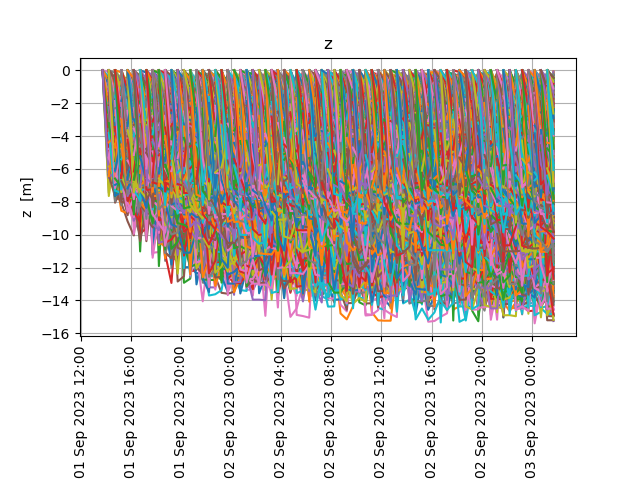 z
0
−2
−4
−6
−8
−10
−12
−14
−16
z [m]
01 Sep 2023 12:00
01 Sep 2023 16:00
01 Sep 2023 20:00
02 Sep 2023 00:00
02 Sep 2023 04:00
02 Sep 2023 08:00
02 Sep 2023 12:00
02 Sep 2023 16:00
02 Sep 2023 20:00
03 Sep 2023 00:00